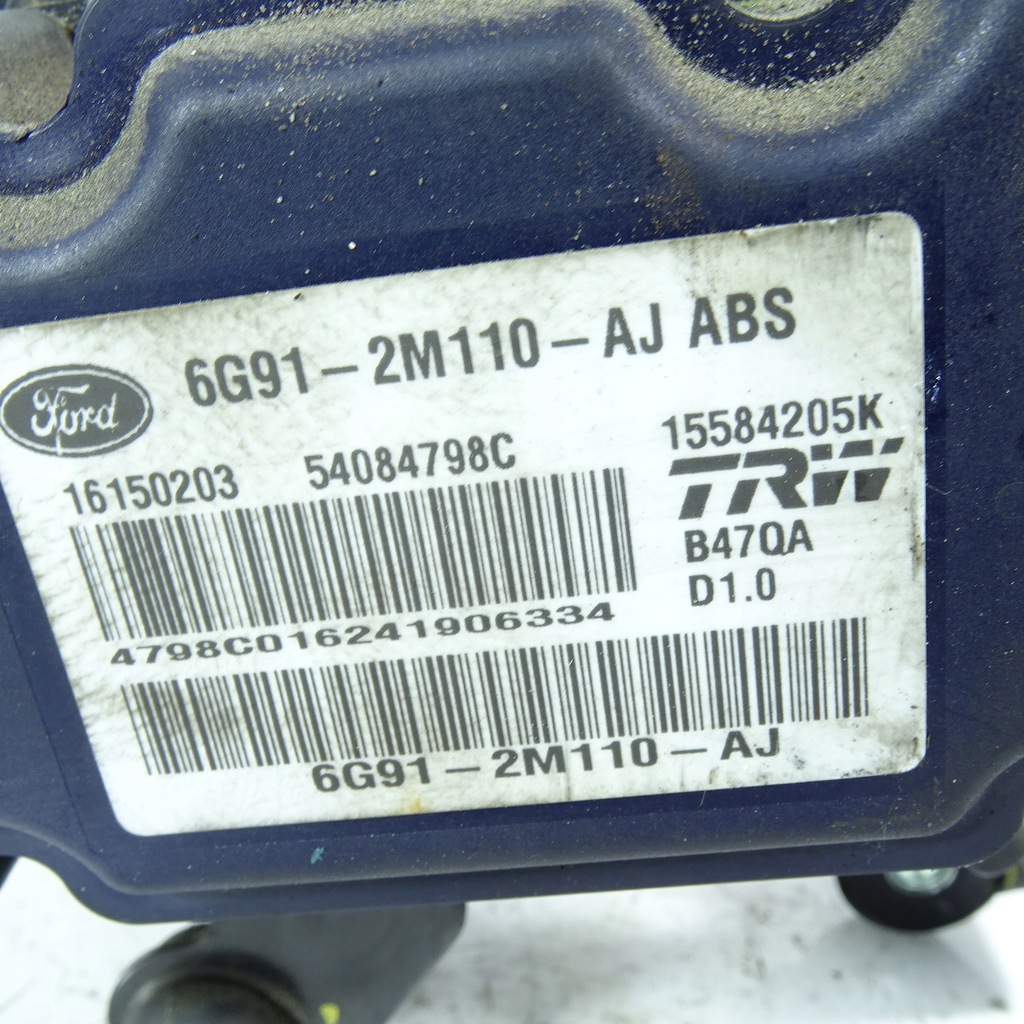 6G91-2M110-AJ ABS
Ford
16150203 54084798C 15584205K
TRW
B47QA
D1.0
4798C016241906334
6G91-2M110-AJ